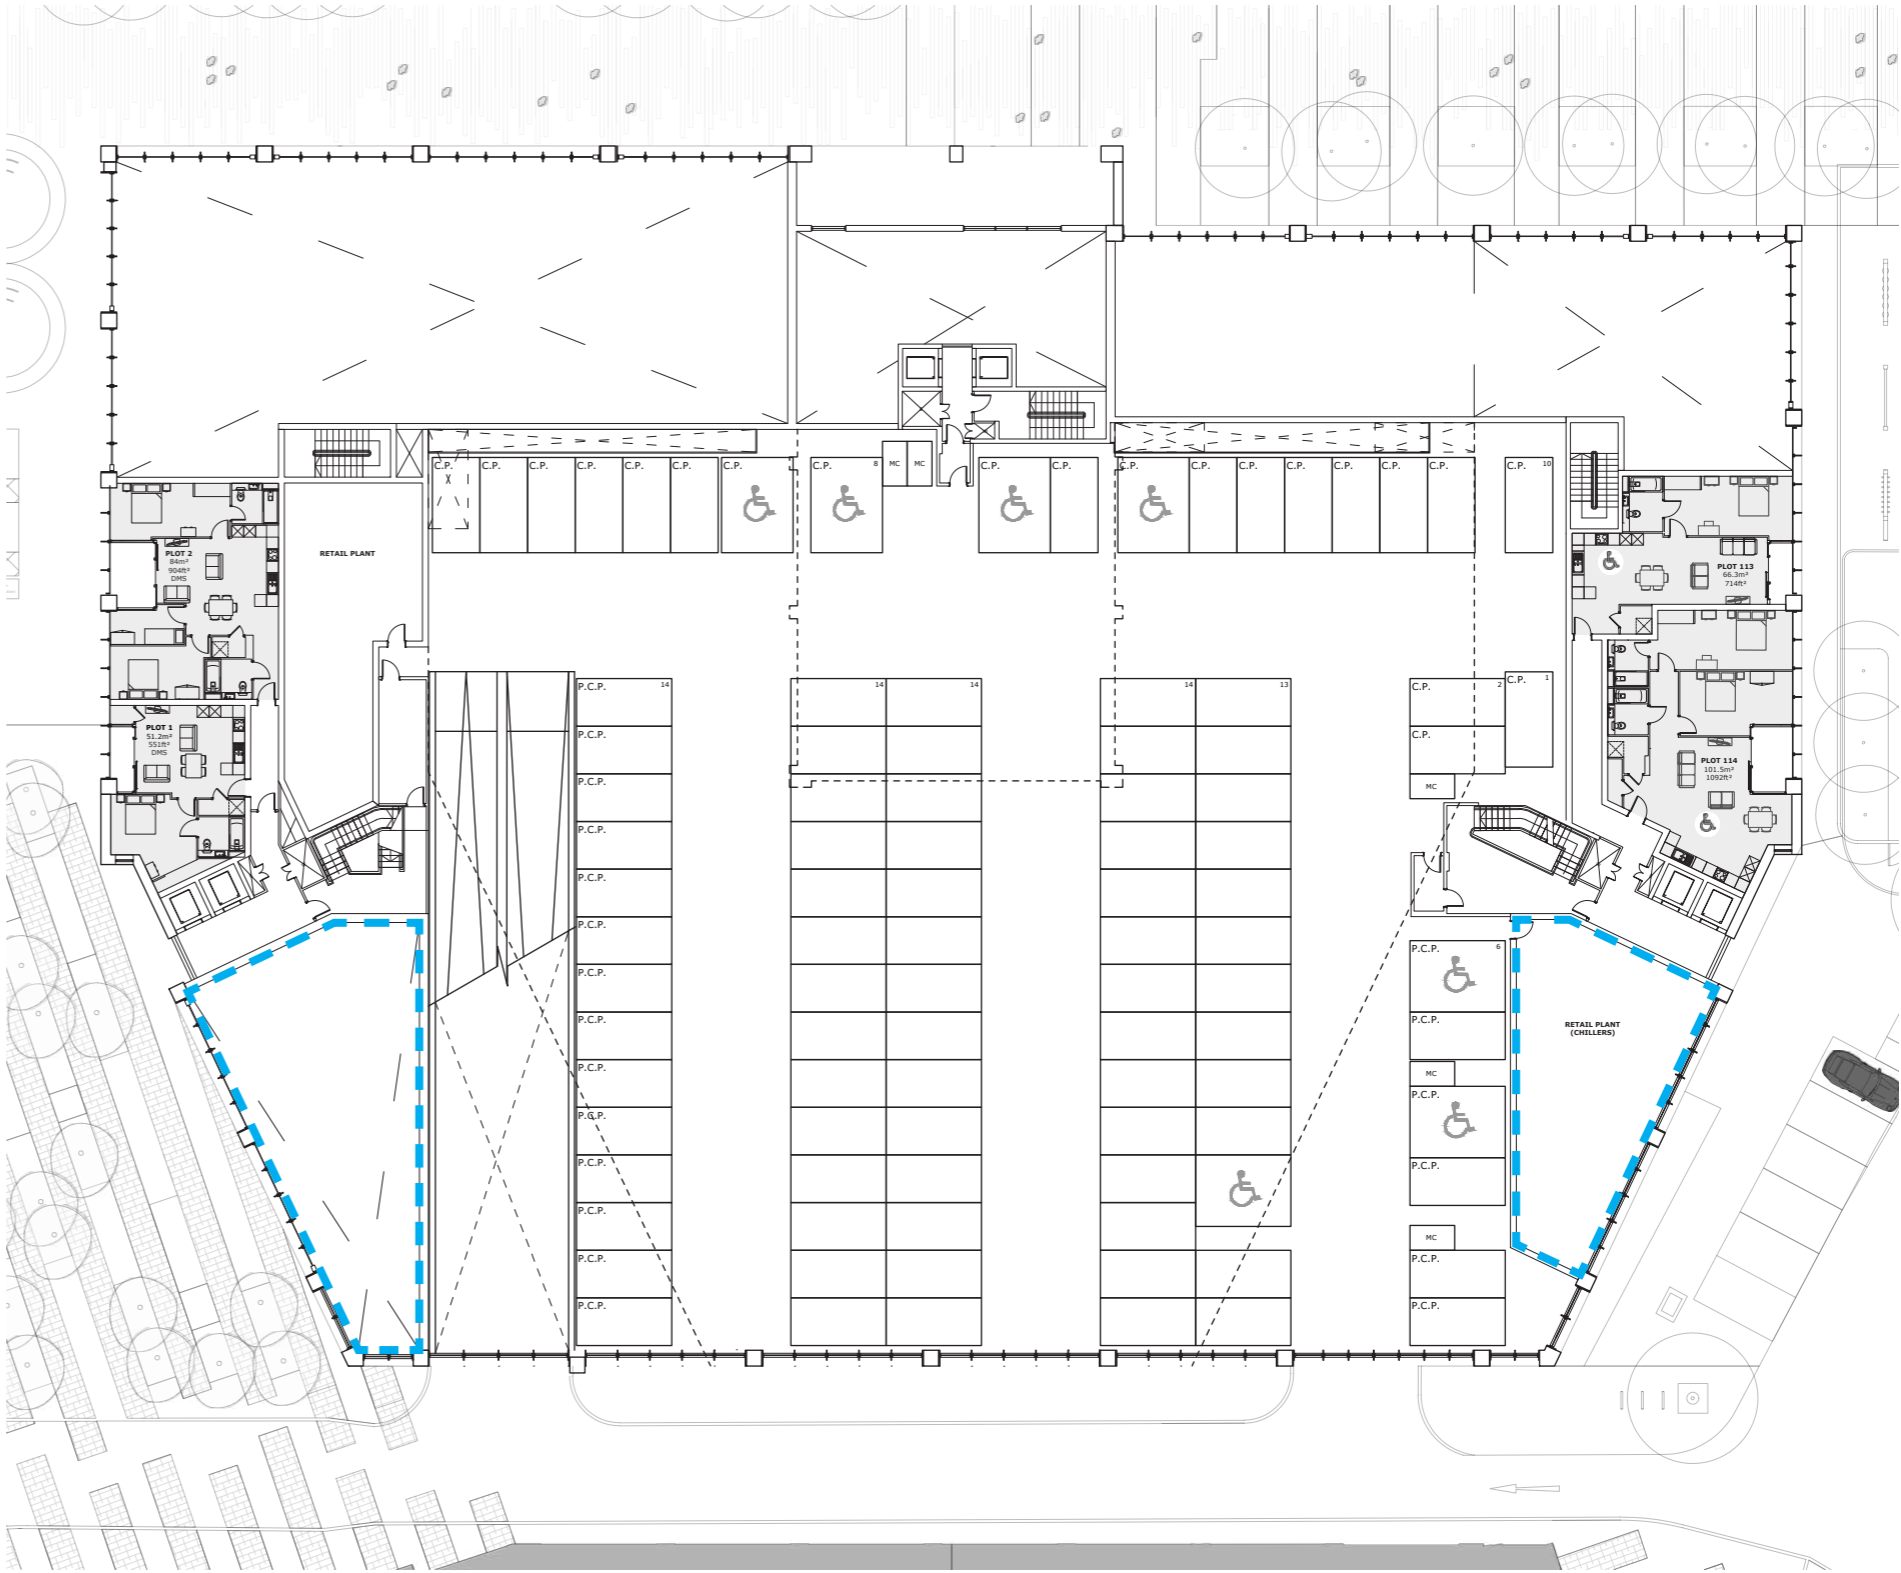 C.P.
C.P.
C.P.
C.P.
C.P.
C.P.
C.P.
C.P. 8
MC
MC
C.P.
C.P.
C.P.
C.P.
C.P.
C.P.
C.P.
C.P.
C.P.
C.P. 10
PLOT 2
84m²
904ft²
DMS
RETAIL PLANT
PLOT 113
66.3m²
714ft²
P.C.P. 14
14
14
14
13
C.P. 2
C.P. 1
P.C.P.
C.P.
PLOT 1
51.2m²
551ft²
DMS
PLOT 114
101.5m²
1092ft²
P.C.P.
MC
P.C.P.
P.C.P.
P.C.P.
P.C.P. 6
P.C.P.
P.C.P.
P.C.P.
RETAIL PLANT
(CHILLERS)
P.C.P.
MC
P.C.P.
P.C.P.
P.C.P.
P.C.P.
P.C.P.
MC
P.C.P.
P.C.P.
P.C.P.
P.C.P.